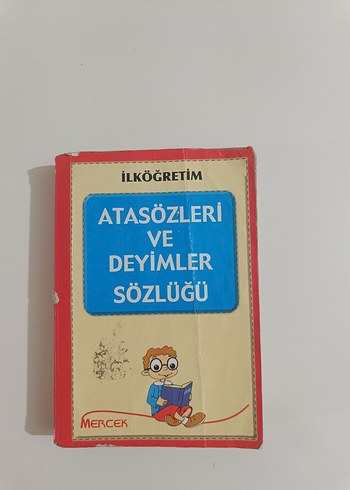 İLKÖĞRETİM
ATASÖZLERİ
VE
DEYİMLER
SÖZLÜĞÜ
MERCEK